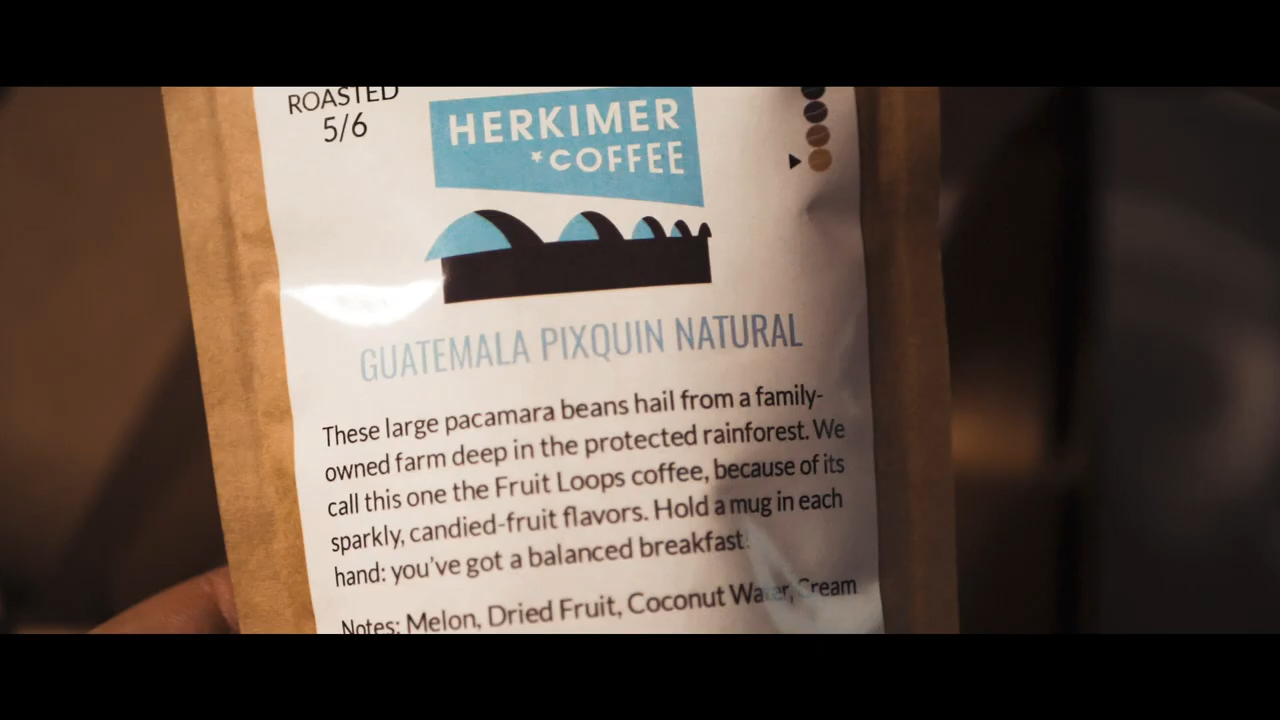 ROASTED
5/6
HERKIMER
*COFFEE
GUATEMALA PIXQUIN NATURAL
These large pacamara beans hail from a family-
owned farm deep in the protected rainforest. We
call this one the Fruit Loops coffee, because of its
sparkly, candied-fruit flavors. Hold a mug in each
hand: you've got a balanced breakfast!
Notes: Melon, Dried Fruit, Coconut Water, Cream